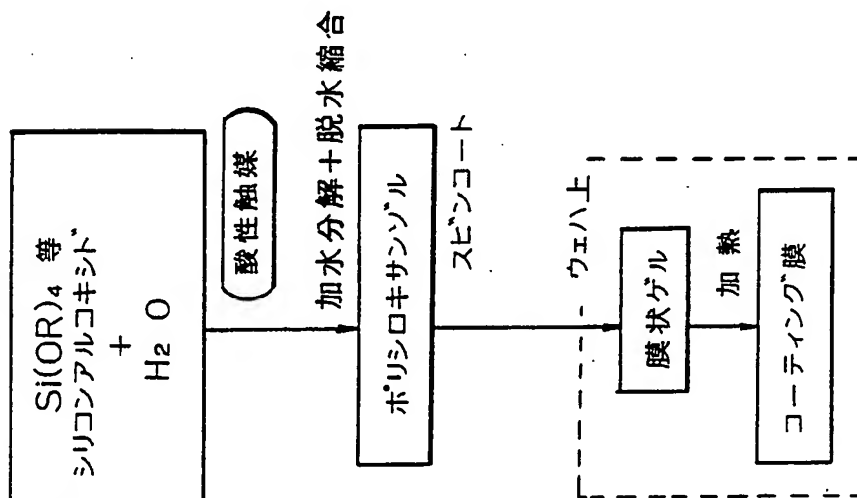 Si(OR)₄ 等
シリコンアルコキシド
+
H₂O
酸性触媒
加水分解+脱水縮合
ポリシロキサンゾル
スピンコート
ウェハ上
膜状ゲル
加熱
コーティング膜